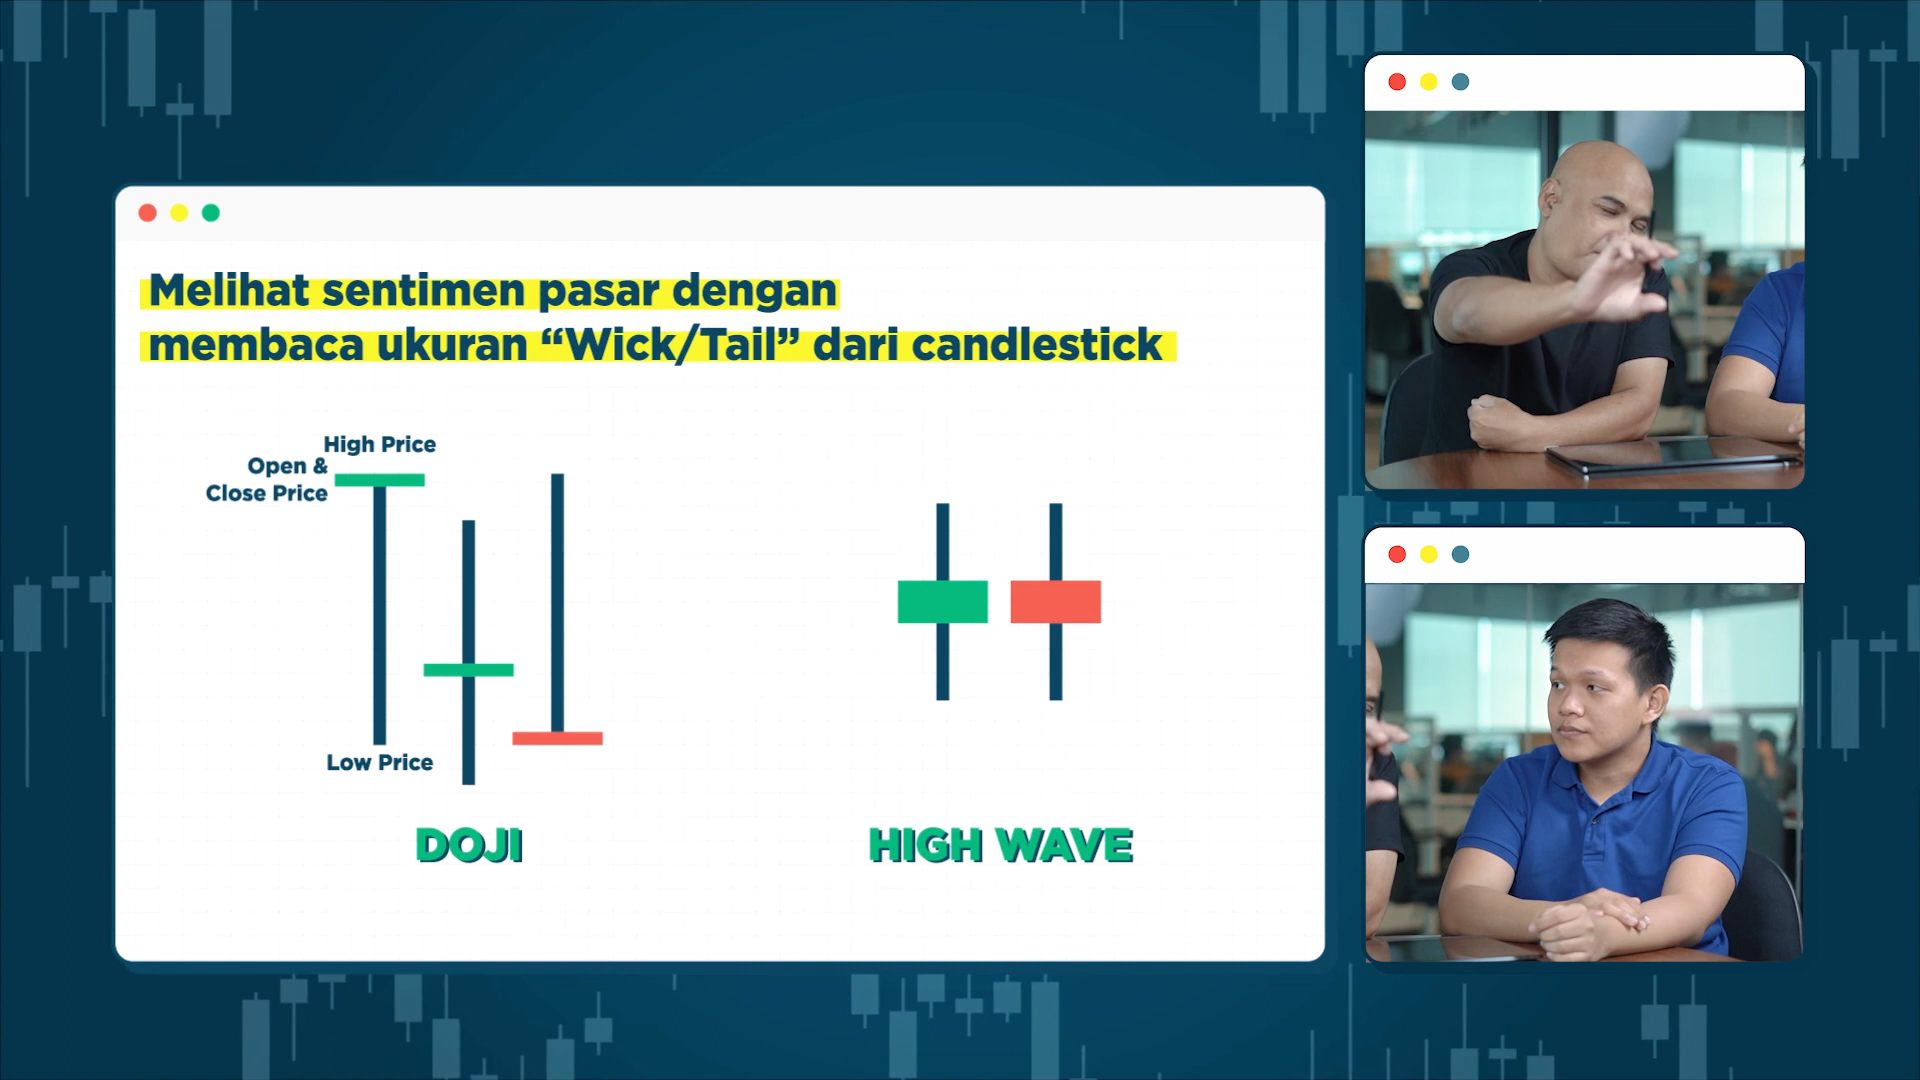 Melihat sentimen pasar dengan
membaca ukuran “Wick/Tail” dari candlestick
High Price
Open &
Close Price
Low Price
DOJI
HIGH WAVE